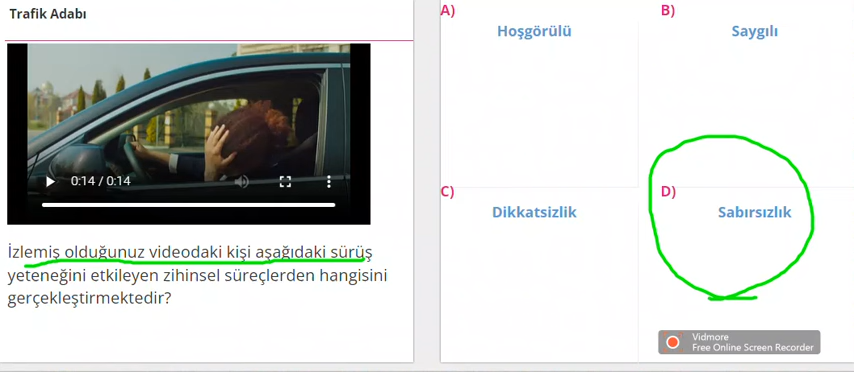 Trafik Adabı
0:14 / 0:14
İzlemiş olduğunuz videodaki kişi aşağıdaki sürüş
yeteneğini etkileyen zihinsel süreçlerden hangisini
gerçekleştirmektedir?
A)
Hoşgörülü
B)
Saygılı
C)
Dikkatsizlik
D)
Sabırsızlık
Vidmore
Free Online Screen Recorder